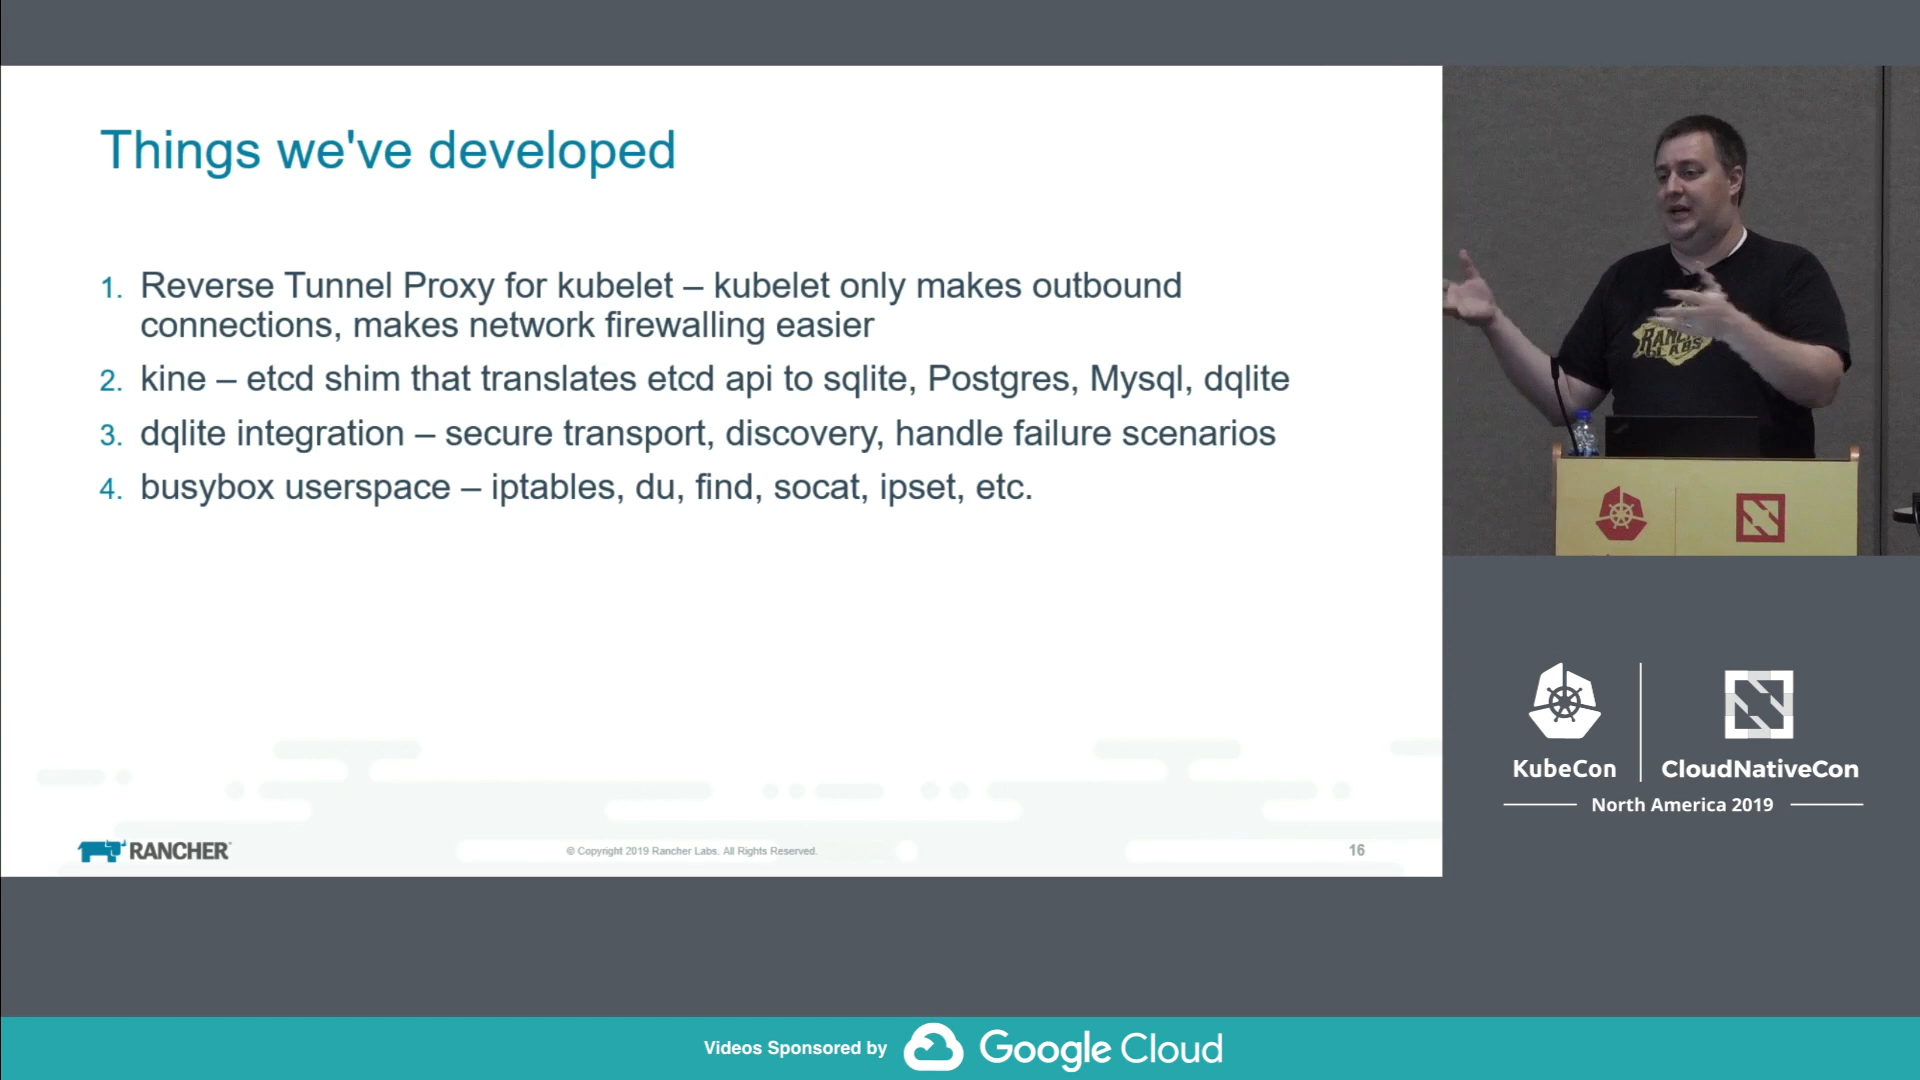 Things we've developed
1. Reverse Tunnel Proxy for kubelet – kubelet only makes outbound
connections, makes network firewalling easier
2. kine – etcd shim that translates etcd api to sqlite, Postgres, Mysql, dqlite
3. dqlite integration – secure transport, discovery, handle failure scenarios
4. busybox userspace – iptables, du, find, socat, ipset, etc.
RANCHER
© Copyright 2019 Rancher Labs. All Rights Reserved.
16
RANCHER
LABS
KubeCon
CloudNativeCon
North America 2019
Videos Sponsored by
Google Cloud